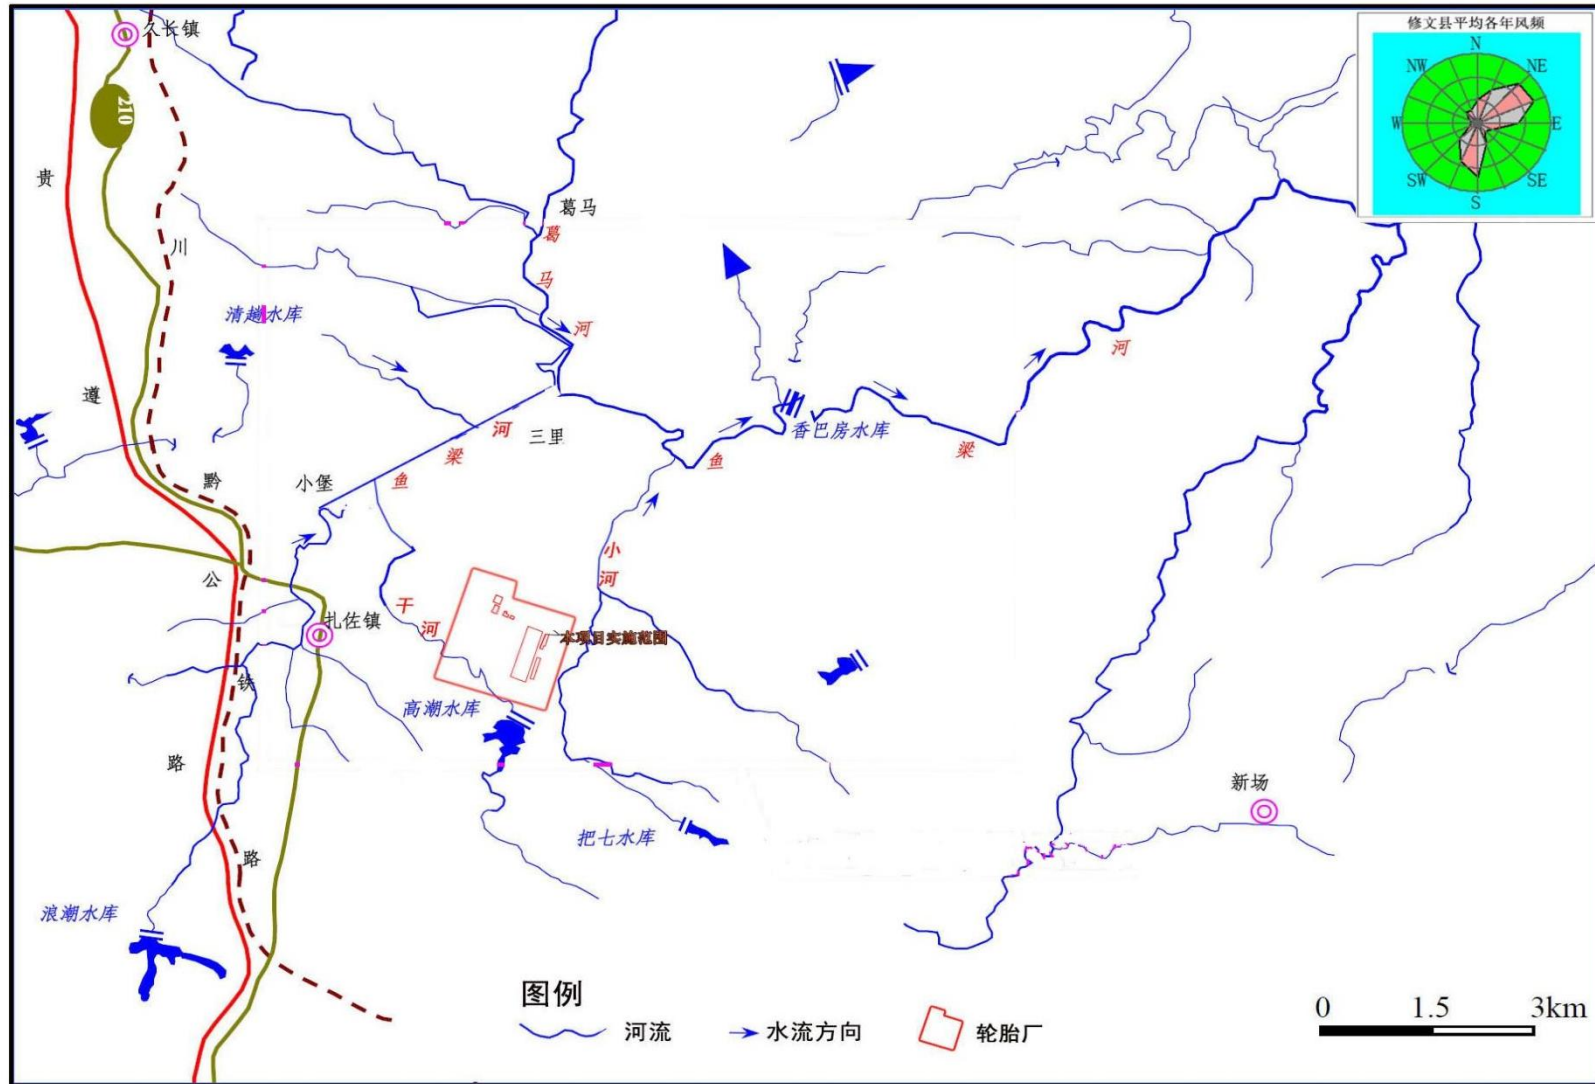 修文县平均各年风频
N
NW
NE
W
E
SW
SE
S
久长镇
210
贵
川
遵
黔
公
铁
路
路
葛马
葛
马
河
清越水库
三里
小堡
鱼
梁
河
香巴房水库
鱼
梁
河
小
河
干
河
扎佐镇
本项目实施范围
高潮水库
把七水库
浪潮水库
新场
图例
河流
水流方向
轮胎厂
0 1.5 3km